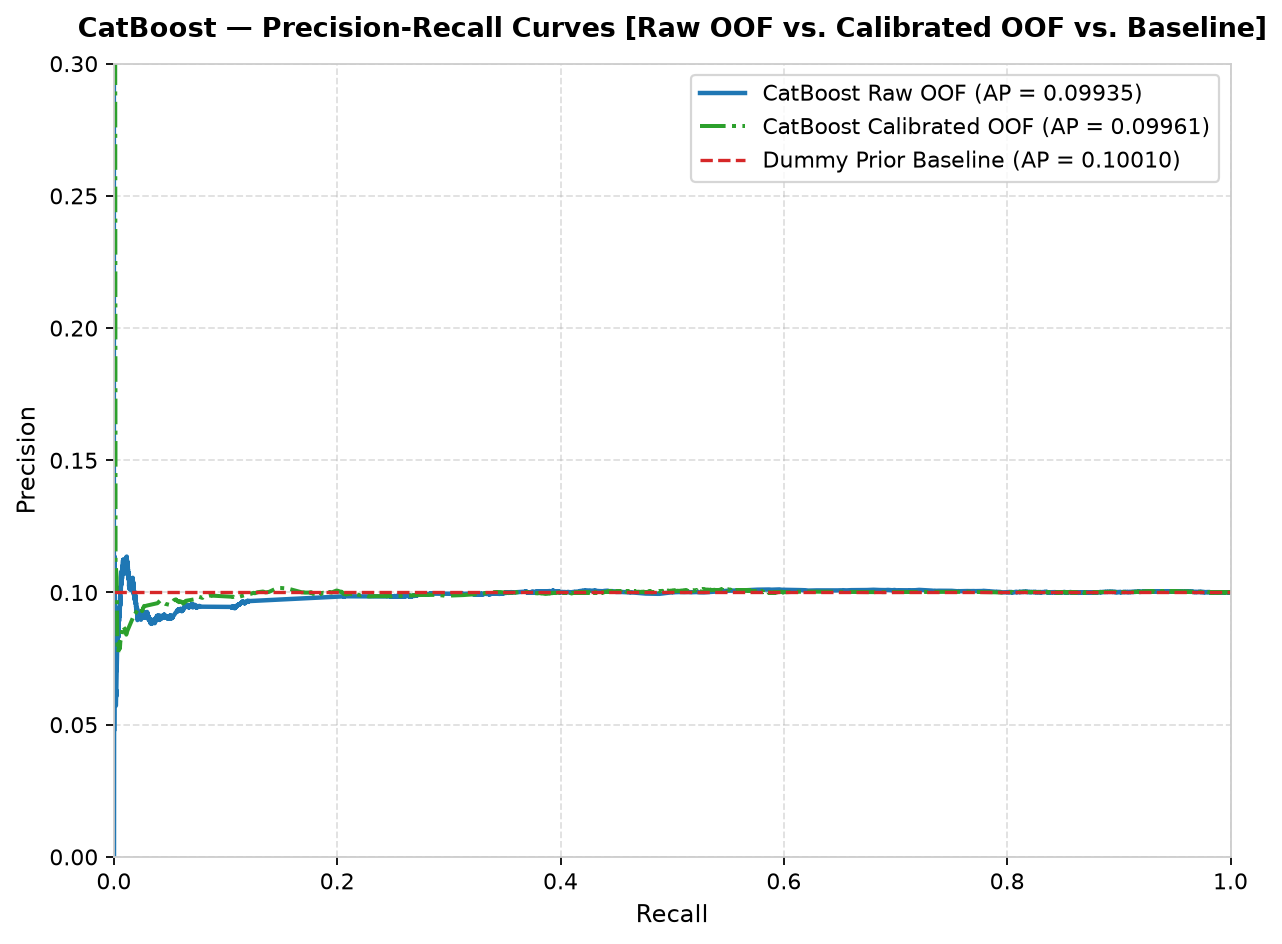 CatBoost — Precision-Recall Curves [Raw OOF vs. Calibrated OOF vs. Baseline]
CatBoost Raw OOF (AP = 0.09935)
CatBoost Calibrated OOF (AP = 0.09961)
Dummy Prior Baseline (AP = 0.10010)
Precision
0.30
0.25
0.20
0.15
0.10
0.05
0.00
0.0 0.2 0.4 0.6 0.8 1.0
Recall